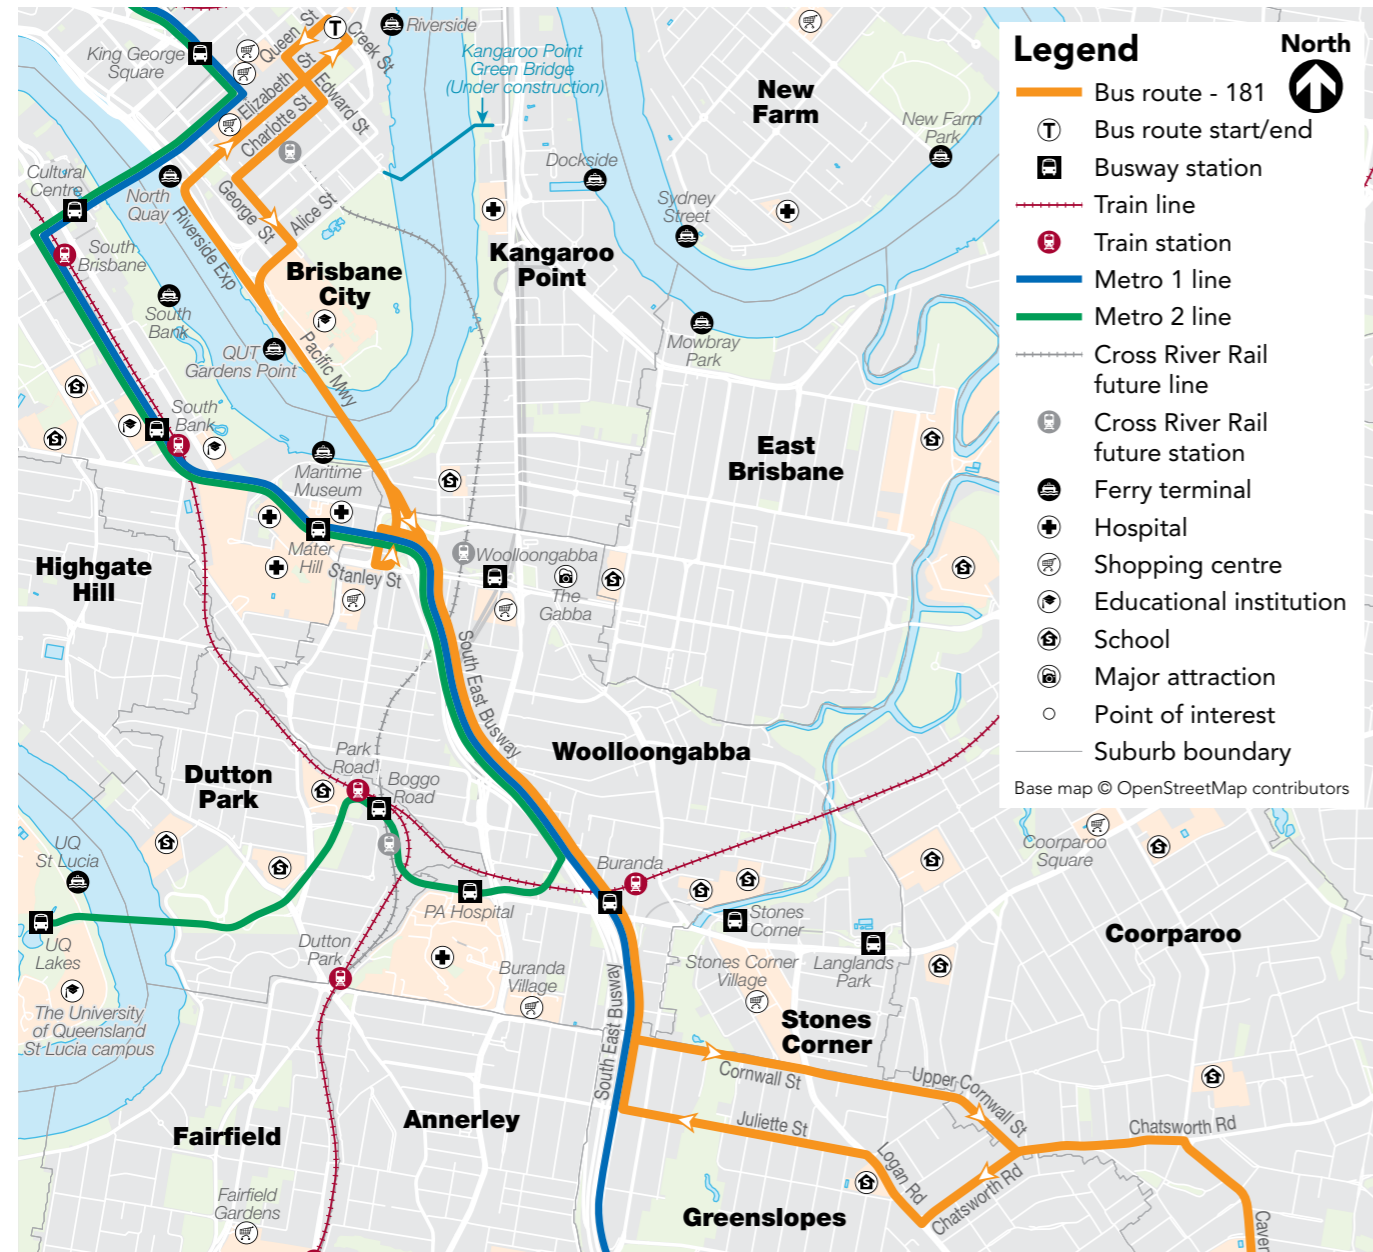 Legend
North
Bus route - 181
Bus route start/end
Busway station
Train line
Train station
Metro 1 line
Metro 2 line
Cross River Rail
future line
Cross River Rail
future station
Ferry terminal
Hospital
Shopping centre
Educational institution
School
Major attraction
Point of interest
Suburb boundary
Base map © OpenStreetMap contributors
T
Queen St
Creek St
Riverside
King George
Square
Elizabeth St
Charlotte St
Edward St
Kangaroo Point
Green Bridge
(Under construction)
New
Farm
New Farm
Park
Cultural
Centre
North
Quay
George St
Alice St
Dockside
Sydney
Street
South
Brisbane
Riverside Exp
Brisbane
City
Kangaroo
Point
South
Bank
QUT
Gardens Point
Pacific Mwy
Mowbray
Park
South
Bank
Maritime
Museum
East
Brisbane
Mater
Hill
Stanley St
Woolloongabba
The
Gabba
Highgate
Hill
South East Busway
Woolloongabba
Park
Road
Boggo
Road
Dutton
Park
UQ
St Lucia
Buranda
Coorparoo
Square
PA Hospital
Stones
Corner
UQ
Lakes
Dutton
Park
Buranda
Village
Stones Corner
Village
Langlands
Park
Coorparoo
The University
of Queensland
St Lucia campus
South East Busway
Stones
Corner
Cornwall St
Upper Cornwall St
Juliette St
Chatsworth Rd
Annerley
Fairfield
Logan Rd
Chatsworth Rd
Fairfield
Gardens
Greenslopes
Caver